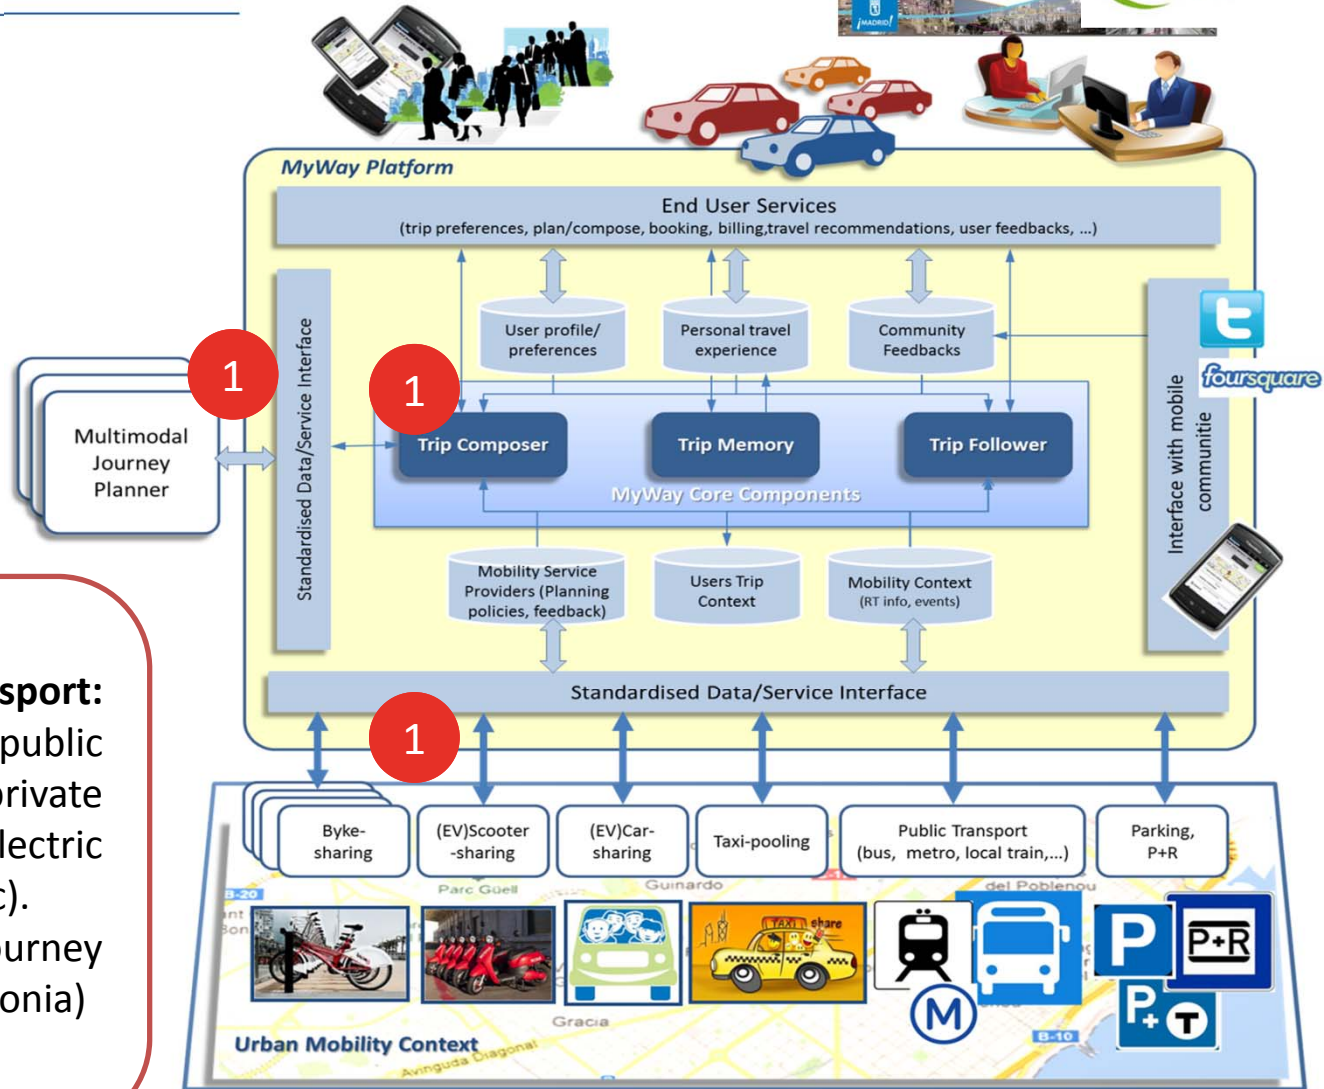 ¡MADRID!
MyWay Platform
End User Services
(trip preferences, plan/compose, booking, billing,travel recommendations, user feedbacks, ...)
User profile/
preferences
Personal travel
experience
Community
Feedbacks
Standardised Data/Service Interface
1
1
foursquare
Multimodal
Journey
Planner
Trip Composer
Trip Memory
Trip Follower
MyWay Core Components
Interface with mobile
communitie
Mobility Service
Providers (Planning
policies, feedback)
Users Trip
Context
Mobility Context
(RT info, events)
Standardised Data/Service Interface
1
sport:
public
private
lectric
c).
ourney
onia)
Byke-
sharing
(EV)Scooter
-sharing
(EV)Car-
sharing
Taxi-pooling
Public Transport
(bus, metro, local train,...)
Parking,
P+R
B-20
Parc Güell
Guinardo
del Poblenou
TAXI
share
P
P+R
M
P+T
Gracia
B-10
Urban Mobility Context
Avinguda Diagonal